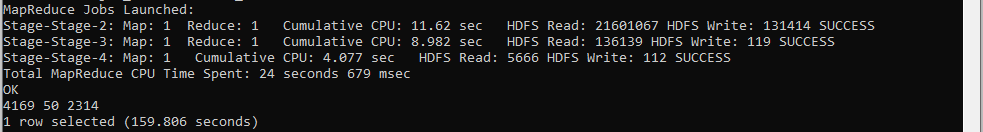 MapReduce Jobs Launched:
Stage-Stage-2: Map: 1  Reduce: 1   Cumulative CPU: 11.62 sec   HDFS Read: 21601067 HDFS Write: 131414 SUCCESS
Stage-Stage-3: Map: 1  Reduce: 1   Cumulative CPU: 8.982 sec   HDFS Read: 136139 HDFS Write: 119 SUCCESS
Stage-Stage-4: Map: 1   Cumulative CPU: 4.077 sec   HDFS Read: 5666 HDFS Write: 112 SUCCESS
Total MapReduce CPU Time Spent: 24 seconds 679 msec
OK
4169 50 2314
1 row selected (159.806 seconds)